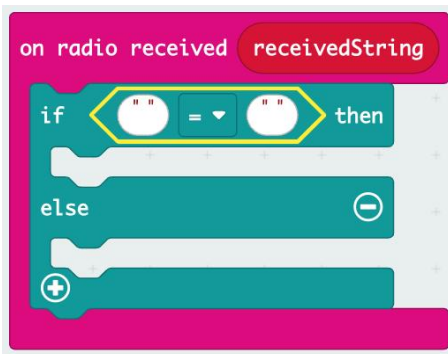 on radio received receivedString
if " " = " " then
else